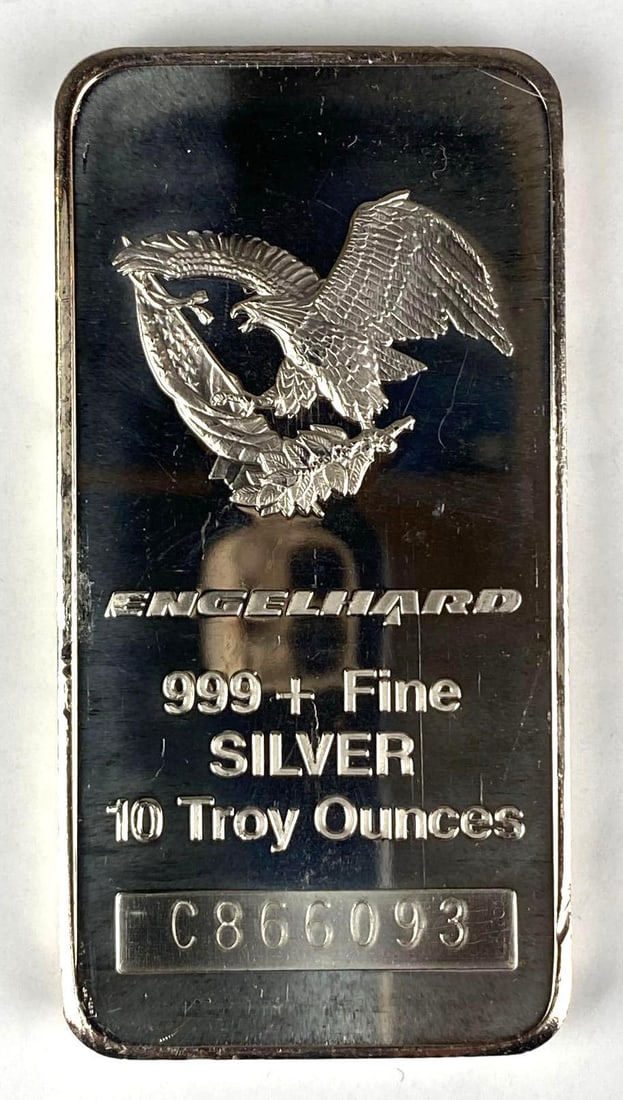 ENGELHARD
999 + Fine
SILVER
10 Troy Ounces
C866093